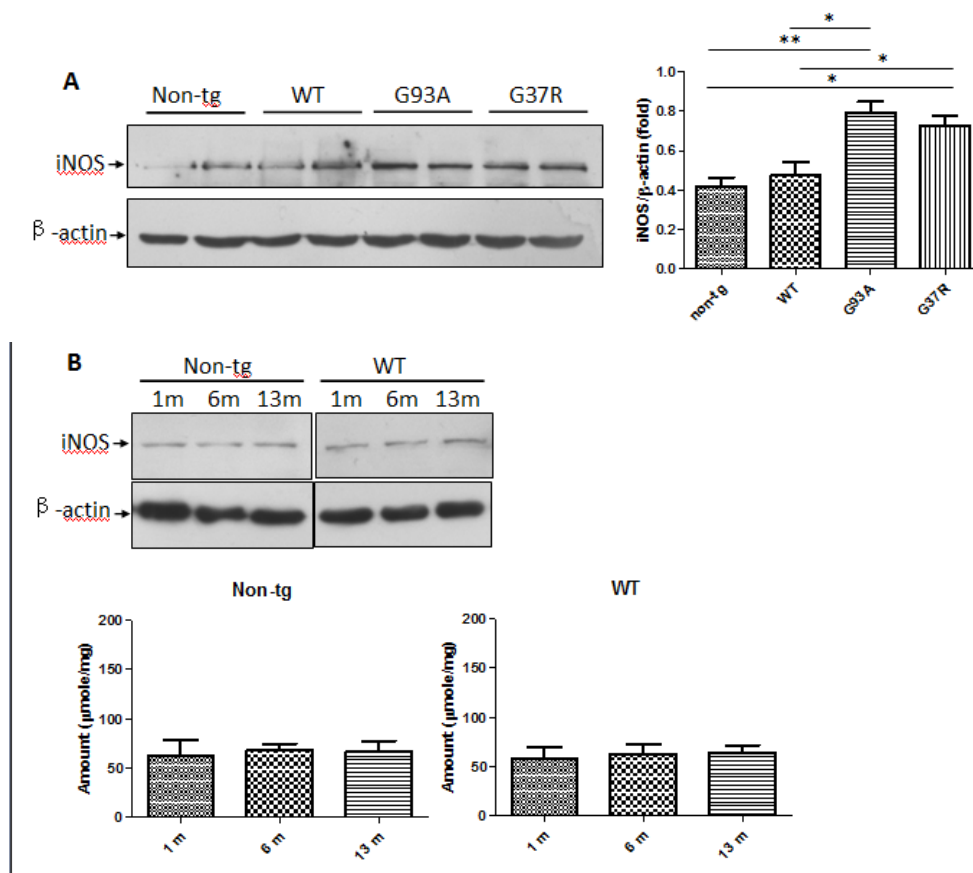 A
Non-tg WT G93A G37R
iNOS
β-actin
*
**
*
*
iNOS/β-actin (fold)
1.0
0.8
0.6
0.4
0.2
0.0
non-tg WT G93A G37R
B
Non-tg WT
1m 6m 13m 1m 6m 13m
iNOS
β-actin
Non-tg
Amount (μmole/mg)
200
150
100
50
0
1 m 6 m 13 m
WT
Amount (μmole/mg)
200
150
100
50
0
1 m 6 m 13 m